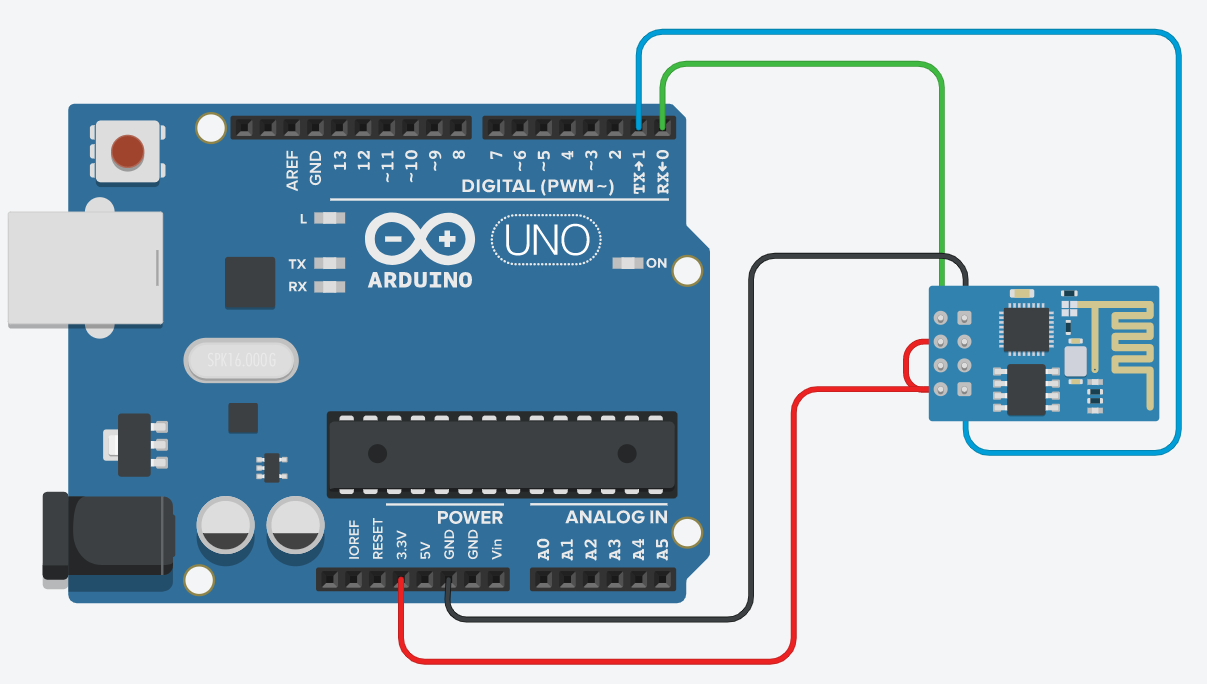 AREF
GND
13
12
~11
~10
~9
8
7
~6
~5
4
~3
2
TX→1
RX←0
DIGITAL (PWM~)
L
TX
RX
ARDUINO
UNO
ON
SPK16.000G
IOREF
RESET
3.3V
5V
GND
GND
Vin
POWER
ANALOG IN
A0
A1
A2
A3
A4
A5